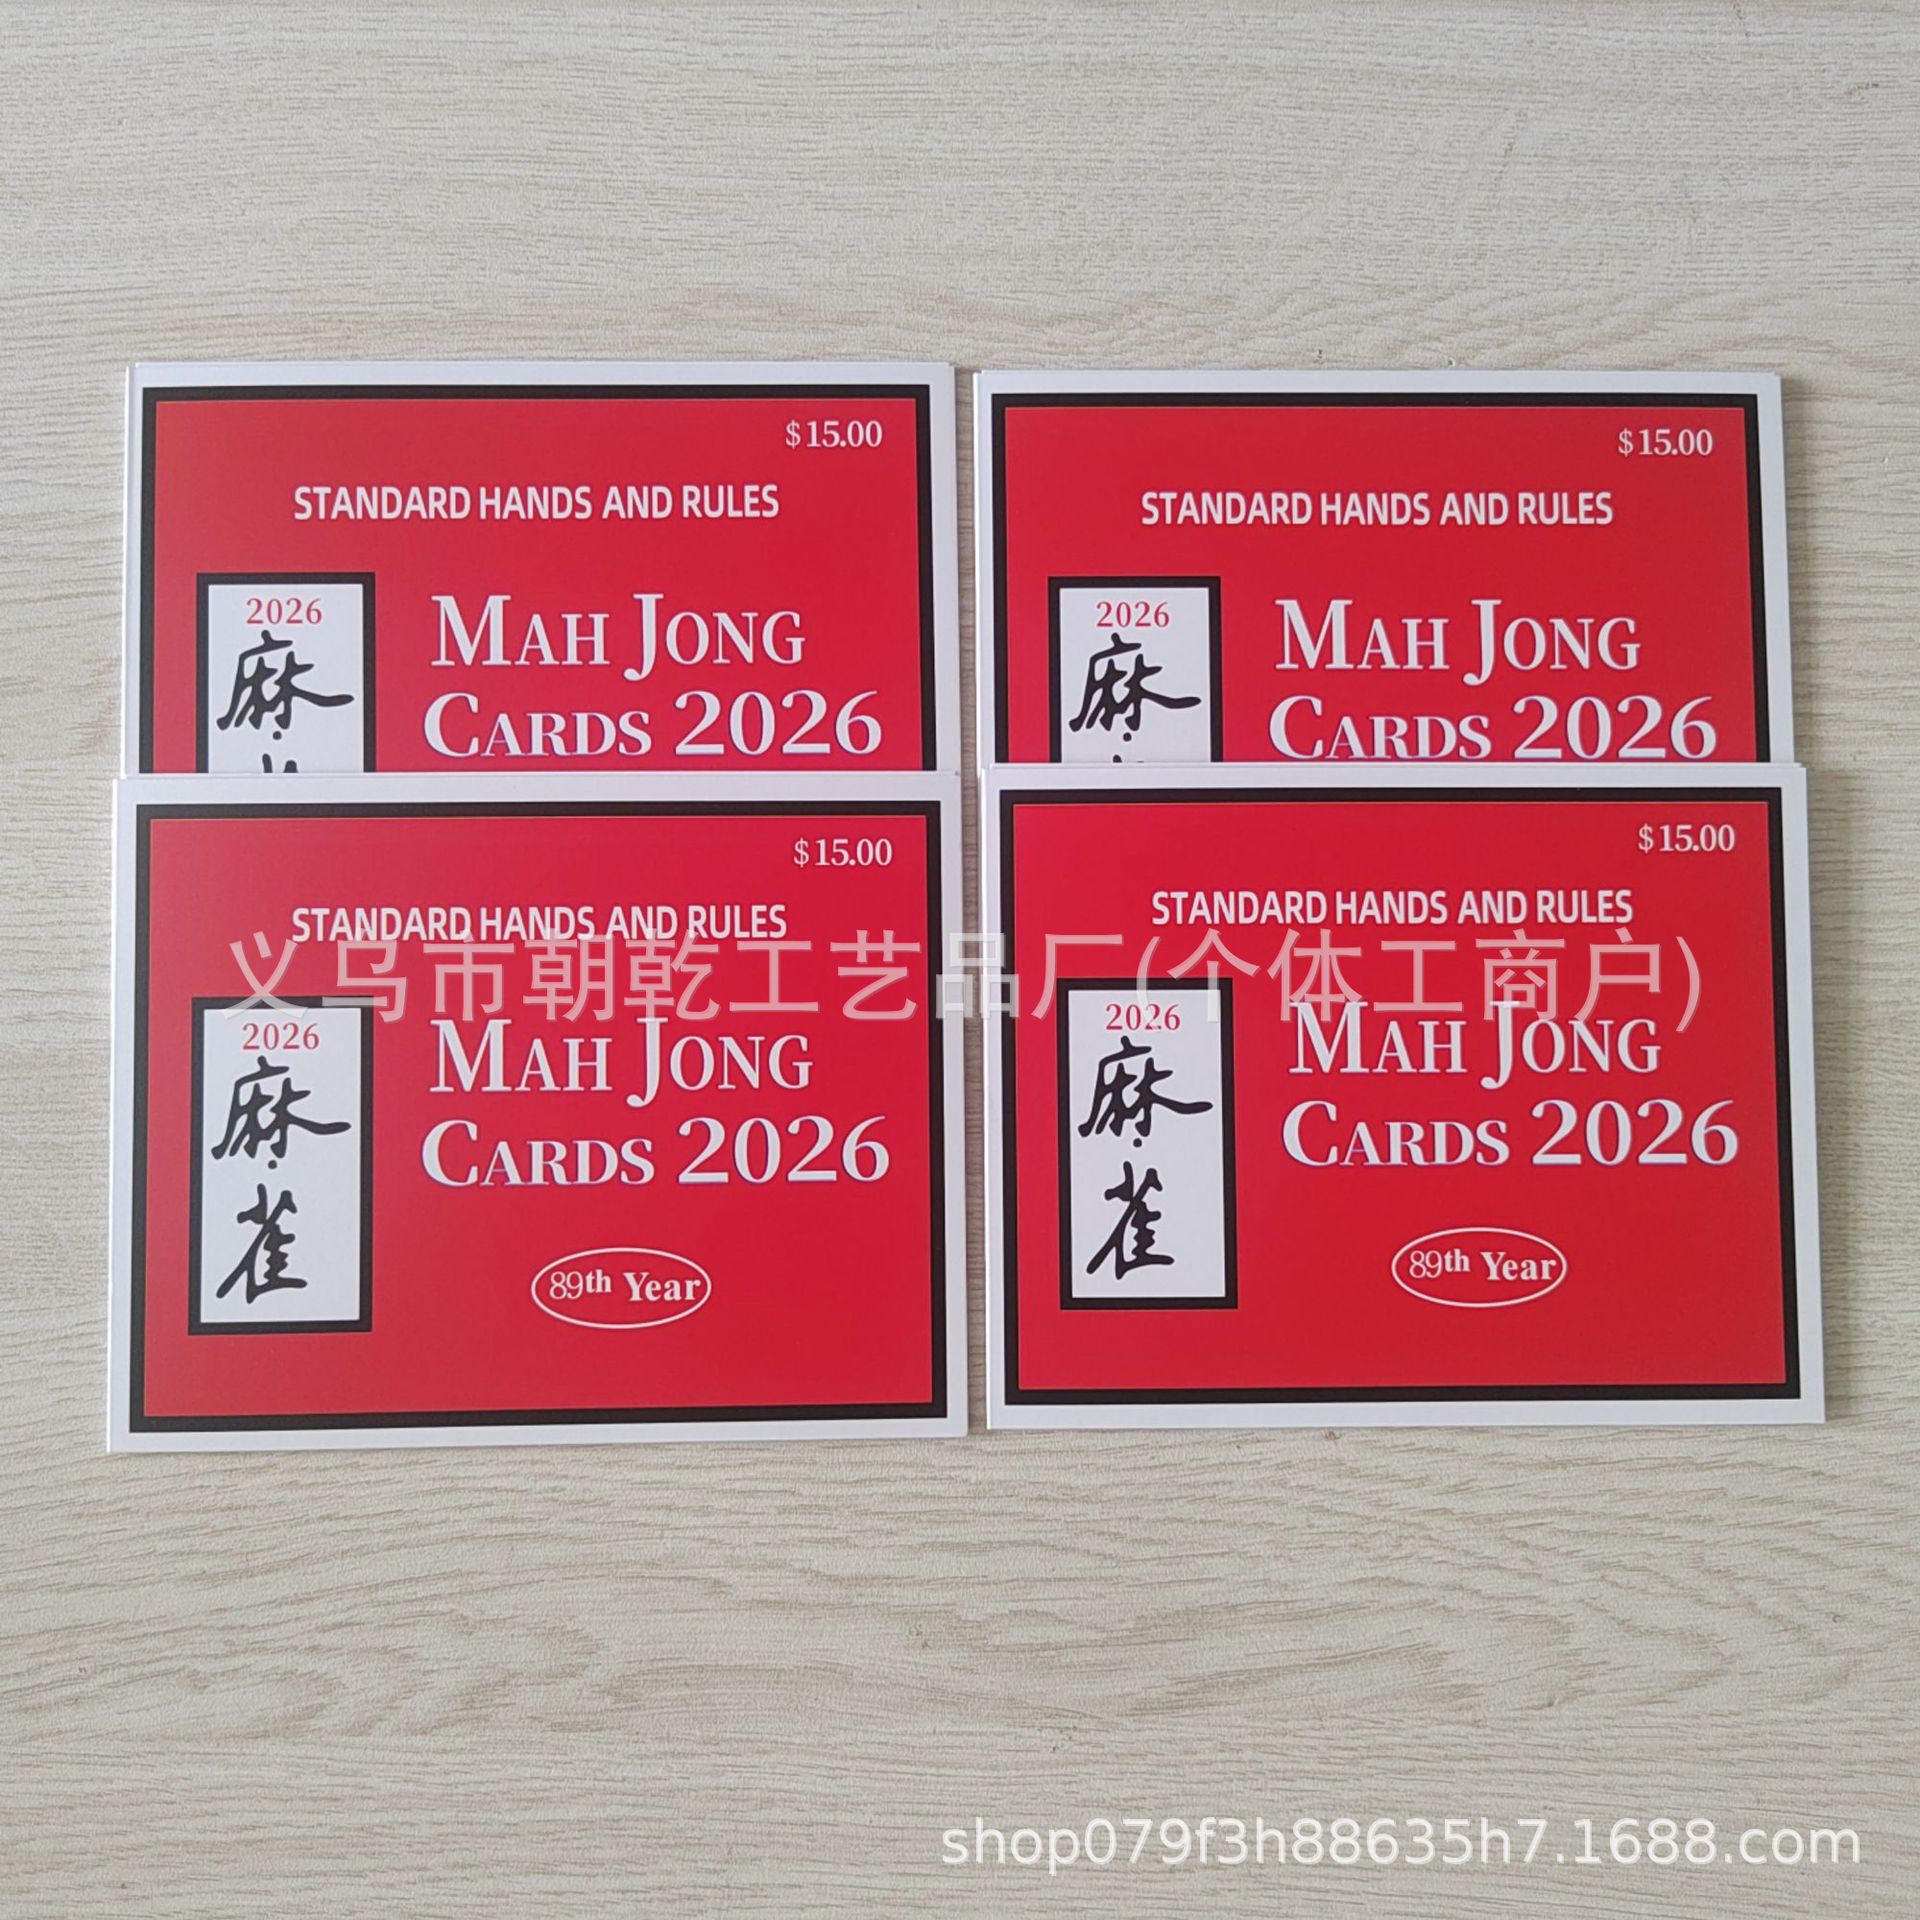 $15.00
STANDARD HANDS AND RULES
2026
麻
MAH JONG
CARDS 2026
$15.00
STANDARD HANDS AND RULES
2026
麻
MAH JONG
CARDS 2026
$15.00
STANDARD HANDS AND RULES
2026
麻雀
MAH JONG
CARDS 2026
89th Year
$15.00
STANDARD HANDS AND RULES
2026
麻雀
MAH JONG
CARDS 2026
89th Year
义乌市朝乾工艺品厂(个体工商户)
shop079f3h88635h7.1688.com